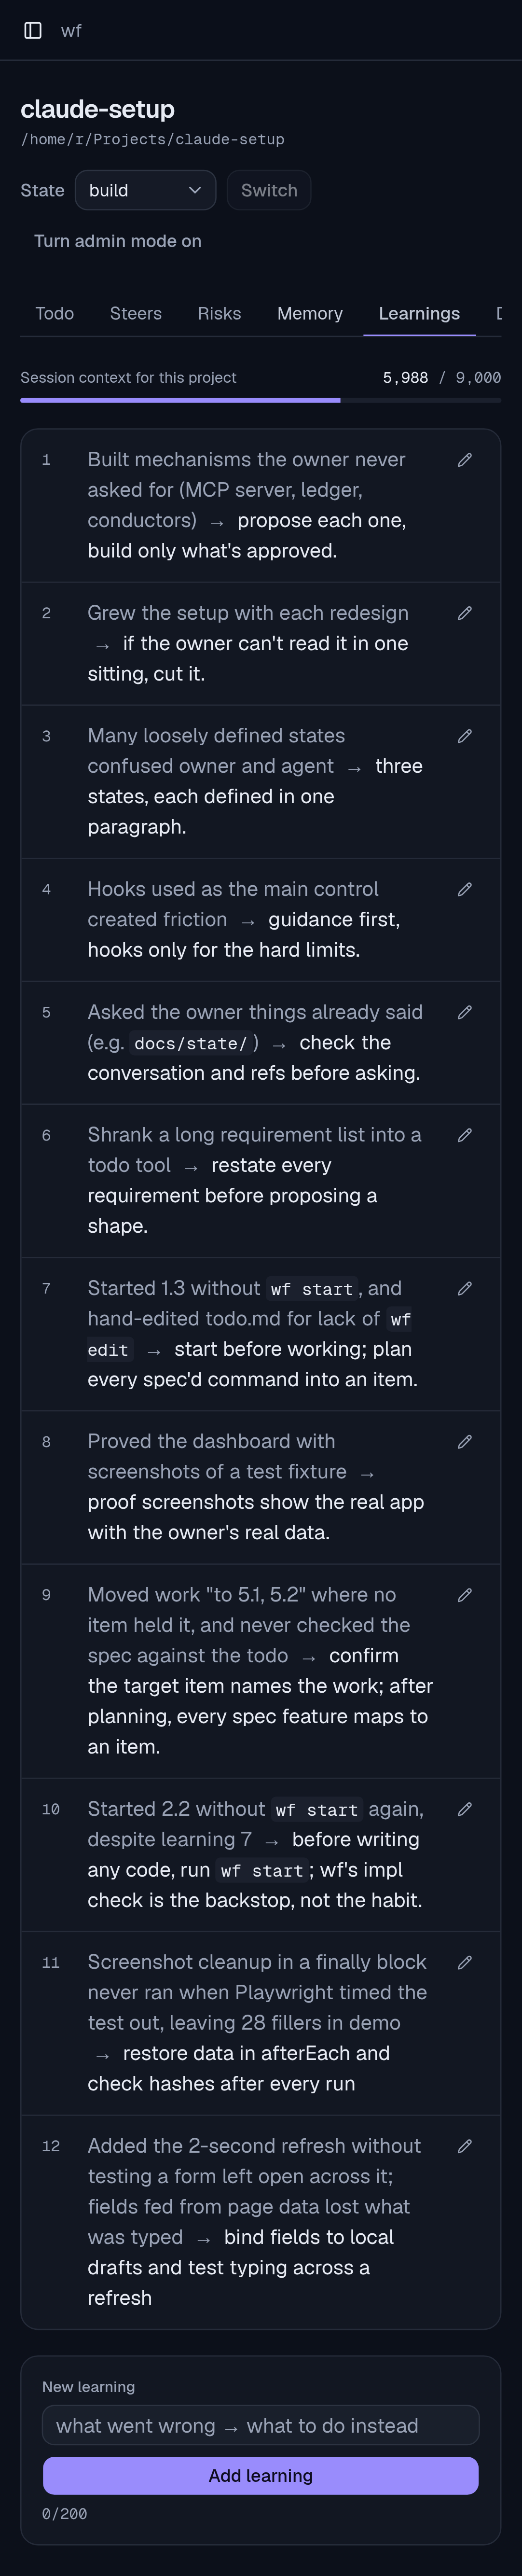 wf
claude-setup
/home/r/Projects/claude-setup
State build Switch
Turn admin mode on
Todo Steers Risks Memory Learnings
Session context for this project 5,988 / 9,000
1 Built mechanisms the owner never
asked for (MCP server, ledger,
conductors) → propose each one,
build only what's approved.
2 Grew the setup with each redesign
→ if the owner can't read it in one
sitting, cut it.
3 Many loosely defined states
confused owner and agent → three
states, each defined in one
paragraph.
4 Hooks used as the main control
created friction → guidance first,
hooks only for the hard limits.
5 Asked the owner things already said
(e.g. docs/state/) → check the
conversation and refs before asking.
6 Shrank a long requirement list into a
todo tool → restate every
requirement before proposing a
shape.
7 Started 1.3 without wf start, and
hand-edited todo.md for lack of wf
edit → start before working; plan
every spec'd command into an item.
8 Proved the dashboard with
screenshots of a test fixture →
proof screenshots show the real app
with the owner's real data.
9 Moved work "to 5.1, 5.2" where no
item held it, and never checked the
spec against the todo → confirm
the target item names the work; after
planning, every spec feature maps to
an item.
10 Started 2.2 without wf start again,
despite learning 7 → before writing
any code, run wf start; wf's impl
check is the backstop, not the habit.
11 Screenshot cleanup in a finally block
never ran when Playwright timed the
test out, leaving 28 fillers in demo
→ restore data in afterEach and
check hashes after every run
12 Added the 2-second refresh without
testing a form left open across it;
fields fed from page data lost what
was typed → bind fields to local
drafts and test typing across a
refresh
New learning
what went wrong → what to do instead
Add learning
0/200